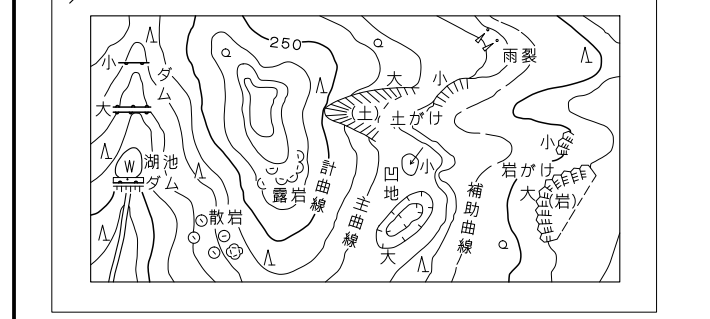 250
小
ダム
大
W
湖池
ダム
散岩
露岩
計曲線
主曲線
大
小
(土)
土がけ
雨裂
凹地
小
大
補助曲線
小
岩がけ
大
(岩)